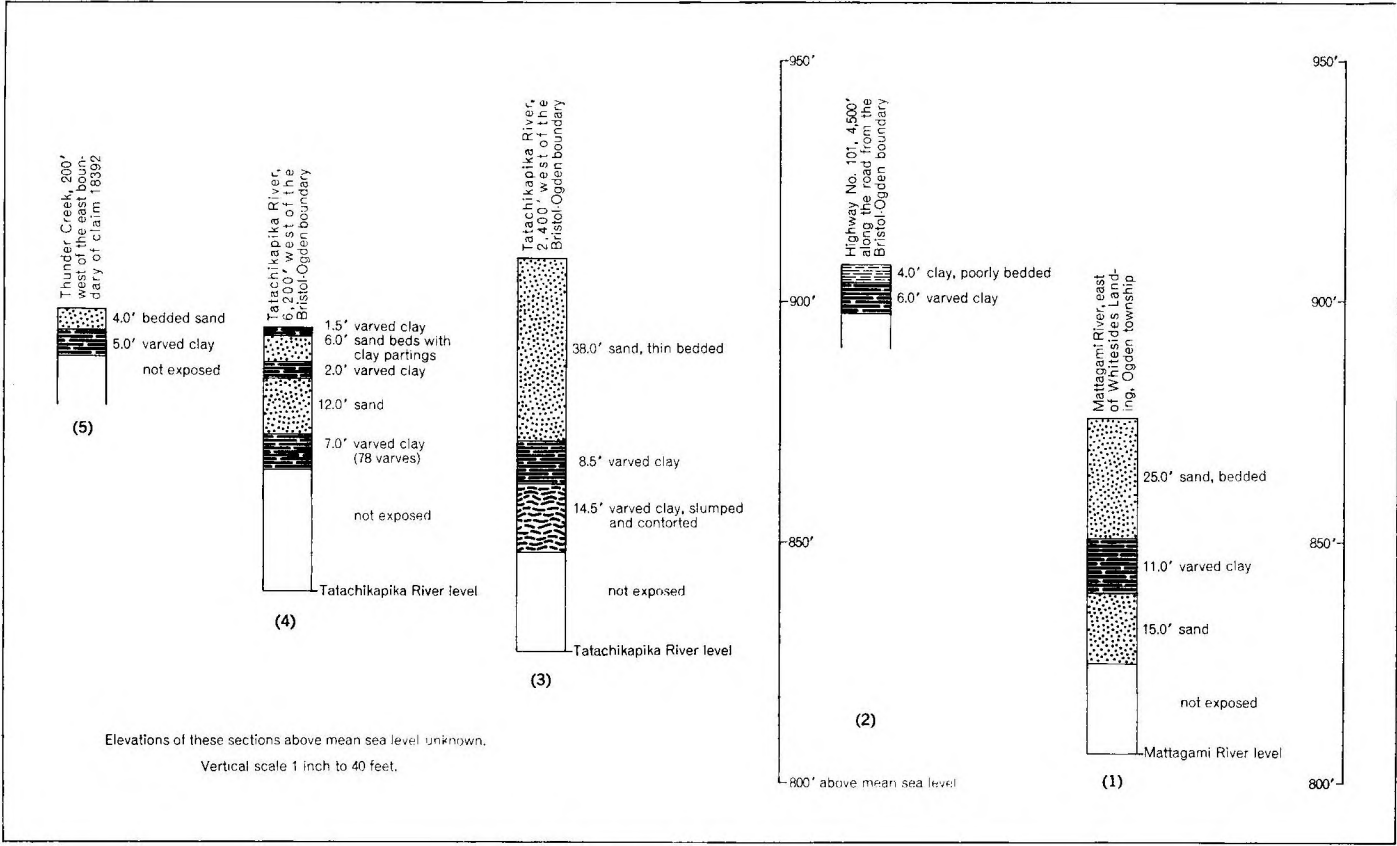 Thunder Creek, 200'
west of the east boun-
dary of claim 18392
4.0' bedded sand
5.0' varved clay
not exposed
(5)
Tatachikapika River,
6,200' west of the
Bristol-Ogden boundary
1.5' varved clay
6.0' sand beds with
clay partings
2.0' varved clay
12.0' sand
7.0' varved clay
(78 varves)
not exposed
Tatachikapika River level
(4)
Tatachikapika River,
2,400' west of the
Bristol-Ogden boundary
38.0' sand, thin bedded
8.5' varved clay
14.5' varved clay, slumped
and contorted
not exposed
Tatachikapika River level
(3)
Elevations of these sections above mean sea level unknown.
Vertical scale 1 inch to 40 feet.
950'
900'
850'
800' above mean sea level
Highway No. 101, 4,500'
along the road from the
Bristol-Ogden boundary
4.0' clay, poorly bedded
6.0' varved clay
(2)
Mattagami River, east
of Whitesides Land-
ing, Ogden township
25.0' sand, bedded
11.0' varved clay
15.0' sand
not exposed
Mattagami River level
(1)
950'
900'
850'
800'